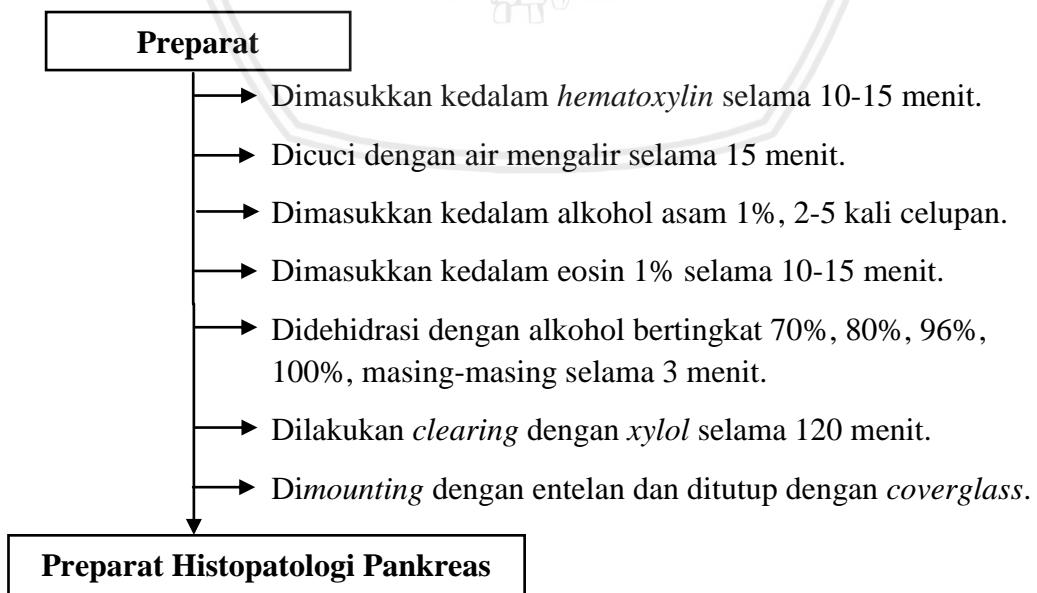 Preparat
Dimasukkan kedalam hematoxylin selama 10-15 menit.
Dicuci dengan air mengalir selama 15 menit.
Dimasukkan kedalam alkohol asam 1%, 2-5 kali celupan.
Dimasukkan kedalam eosin 1% selama 10-15 menit.
Didehidrasi dengan alkohol bertingkat 70%, 80%, 96%,
100%, masing-masing selama 3 menit.
Dilakukan clearing dengan xylol selama 120 menit.
Dimounting dengan entelan dan ditutup dengan coverglass.
Preparat Histopatologi Pankreas